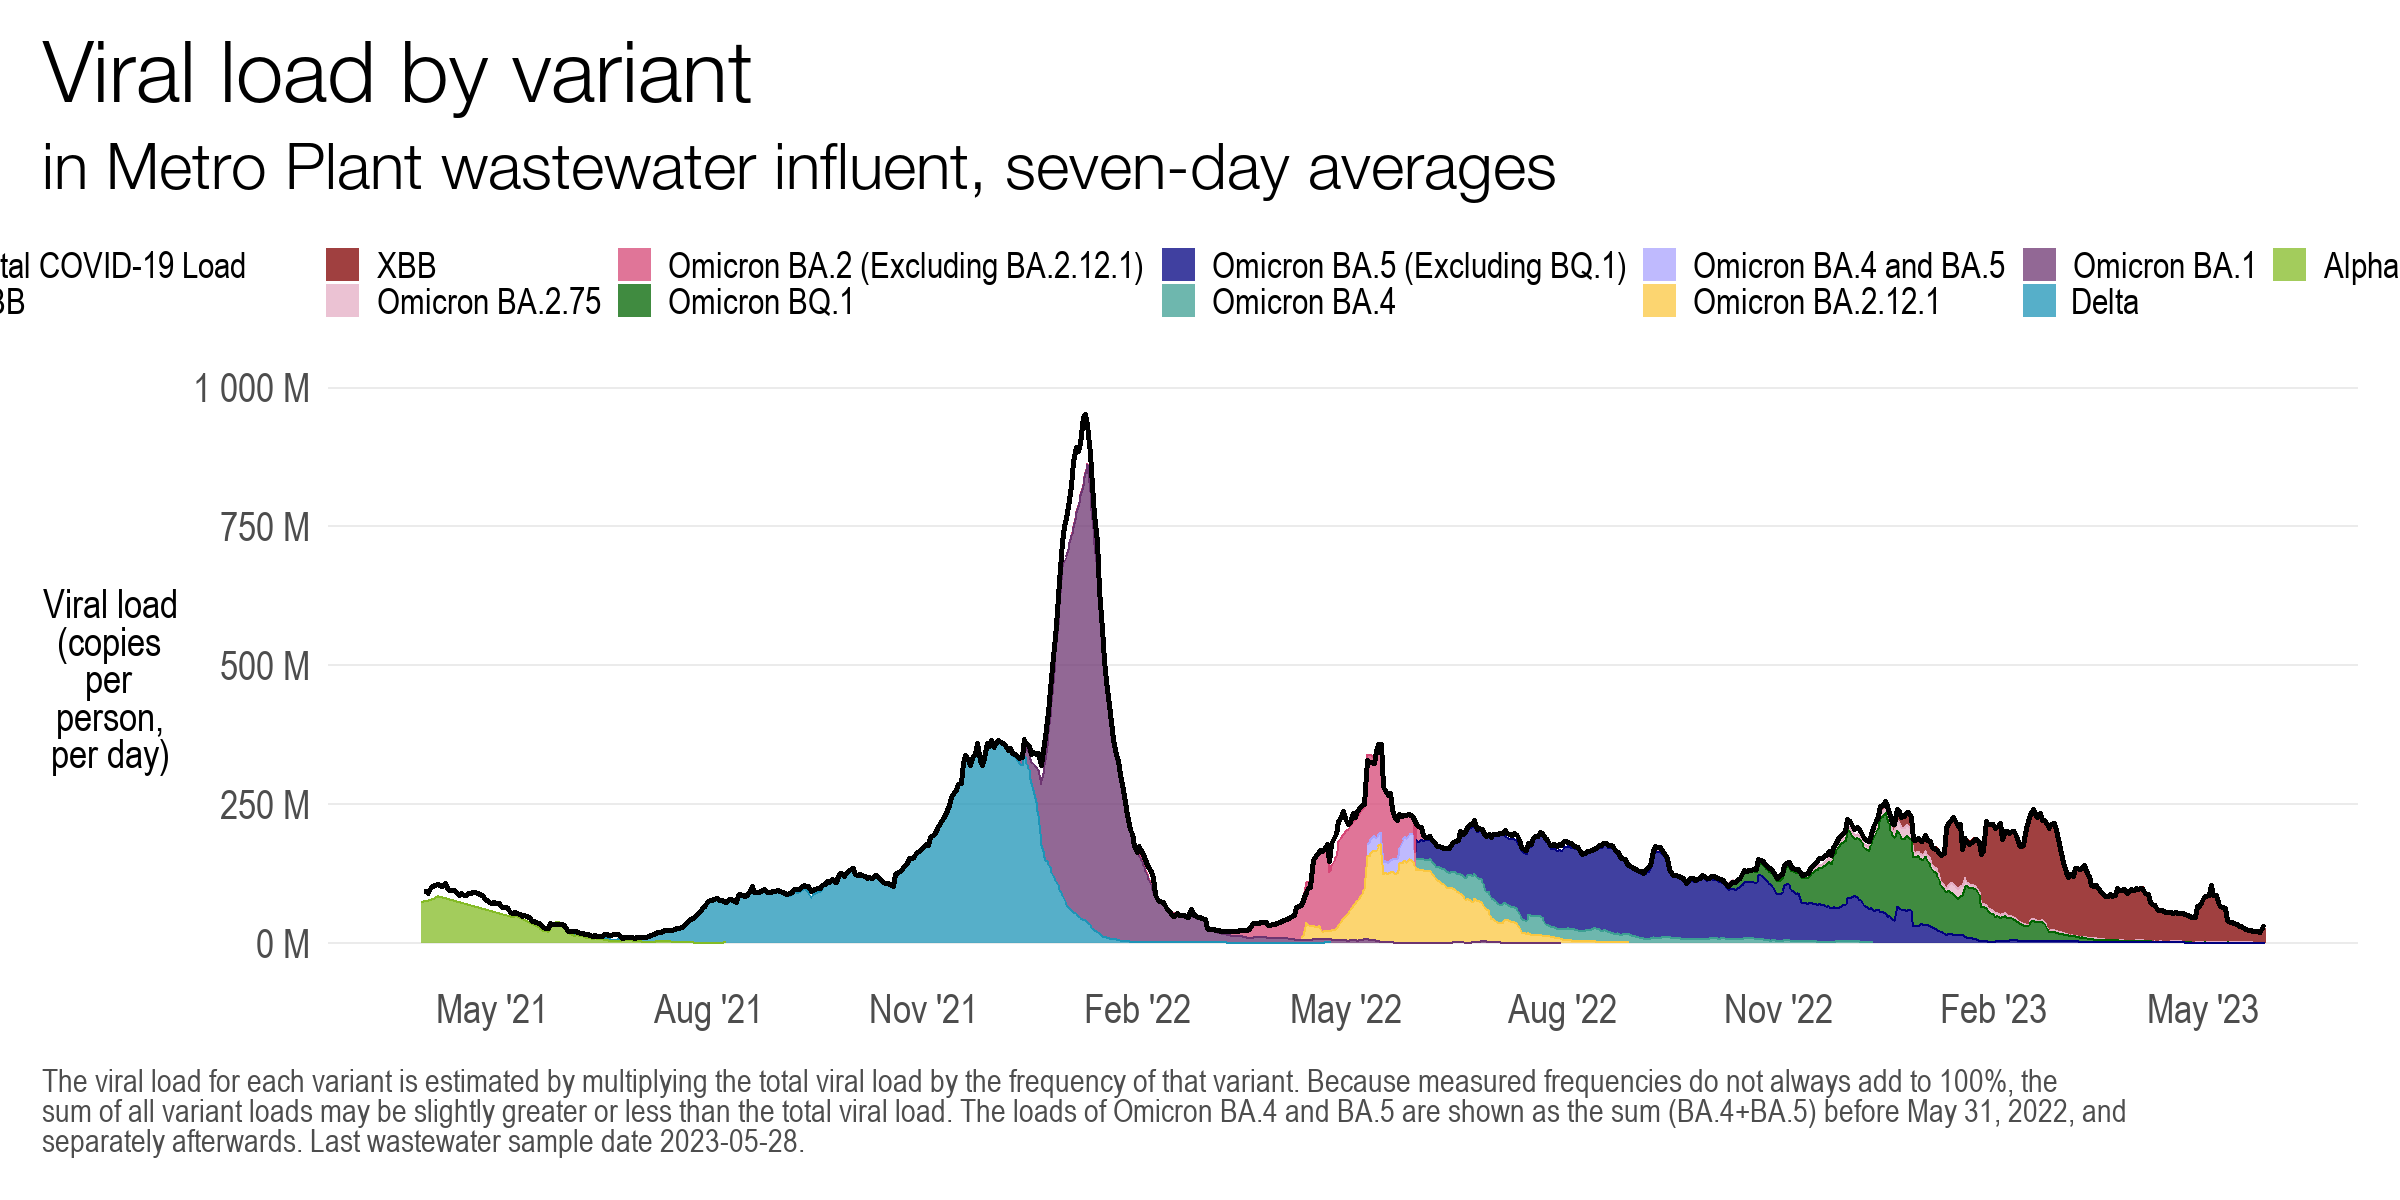 Viral load by variant
in Metro Plant wastewater influent, seven-day averages
tal COVID-19 Load XBB Omicron BA.2 (Excluding BA.2.12.1) Omicron BA.5 (Excluding BQ.1) Omicron BA.4 and BA.5 Omicron BA.1 Alpha
BB Omicron BA.2.75 Omicron BQ.1 Omicron BA.4 Omicron BA.2.12.1 Delta
1 000 M
750 M
500 M
250 M
0 M
Viral load
(copies
per
person,
per day)
May '21 Aug '21 Nov '21 Feb '22 May '22 Aug '22 Nov '22 Feb '23 May '23
The viral load for each variant is estimated by multiplying the total viral load by the frequency of that variant. Because measured frequencies do not always add to 100%, the
sum of all variant loads may be slightly greater or less than the total viral load. The loads of Omicron BA.4 and BA.5 are shown as the sum (BA.4+BA.5) before May 31, 2022, and
separately afterwards. Last wastewater sample date 2023-05-28.